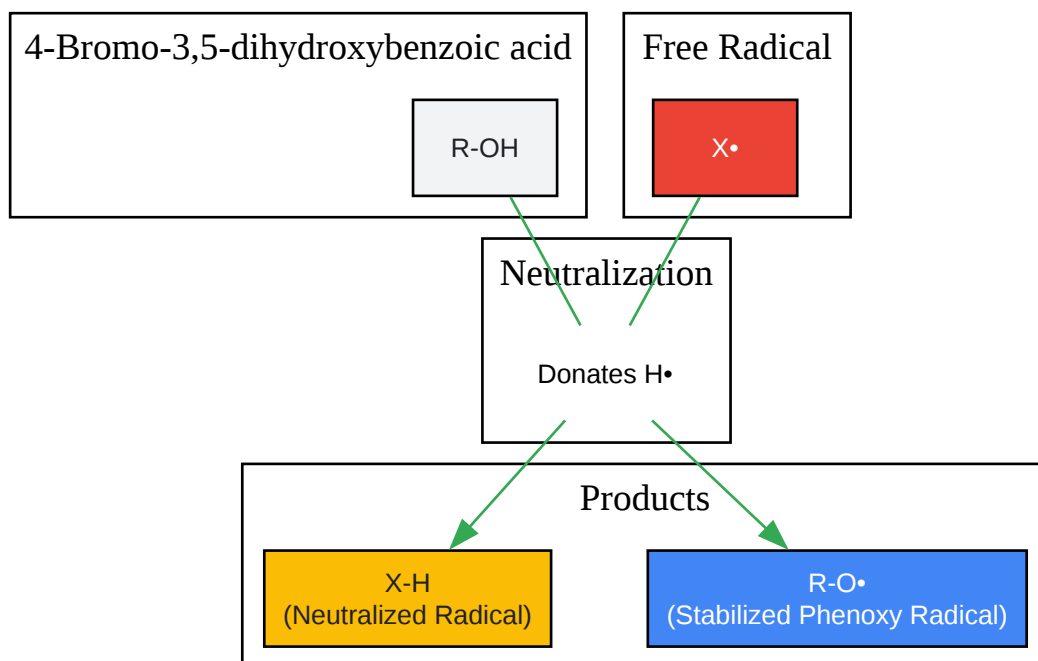 4-Bromo-3,5-dihydroxybenzoic acid
Free Radical
R-OH
X•
Neutralization
Donates H•
Products
X-H
(Neutralized Radical)
R-O•
(Stabilized Phenoxy Radical)